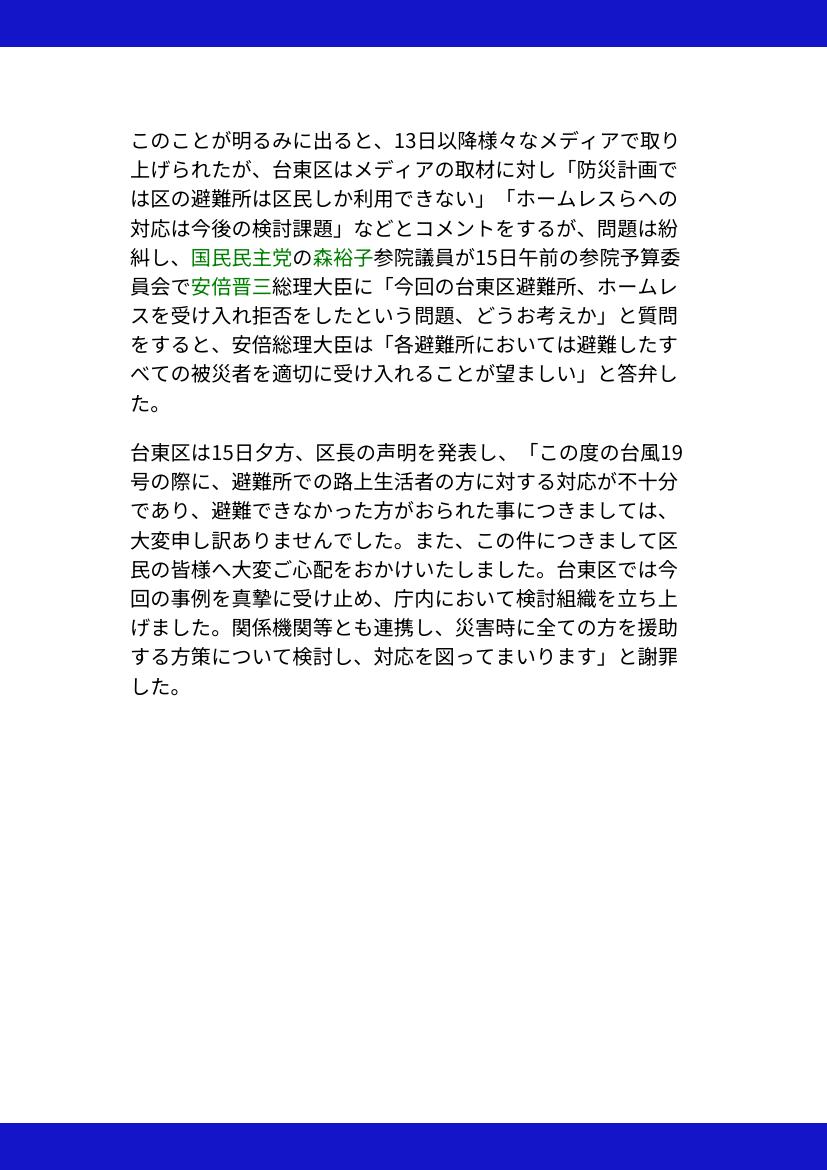 このことが明るみに出ると、13日以降様々なメディアで取り
上げられたが、台東区はメディアの取材に対し「防災計画で
は区の避難所は区民しか利用できない」「ホームレスらへの
対応は今後の検討課題」などとコメントをするが、問題は紛
糾し、国民民主党の森裕子参院議員が15日午前の参院予算委
員会で安倍晋三総理大臣に「今回の台東区避難所、ホームレ
スを受け入れ拒否をしたという問題、どうお考えか」と質問
をすると、安倍総理大臣は「各避難所においては避難したす
べての被災者を適切に受け入れることが望ましい」と答弁し
た。
台東区は15日夕方、区長の声明を発表し、「この度の台風19
号の際に、避難所での路上生活者の方に対する対応が不十分
であり、避難できなかった方がおられた事につきましては、
大変申し訳ありませんでした。また、この件につきまして区
民の皆様へ大変ご心配をおかけいたしました。台東区では今
回の事例を真摯に受け止め、庁内において検討組織を立ち上
げました。関係機関等とも連携し、災害時に全ての方を援助
する方策について検討し、対応を図ってまいります」と謝罪
した。